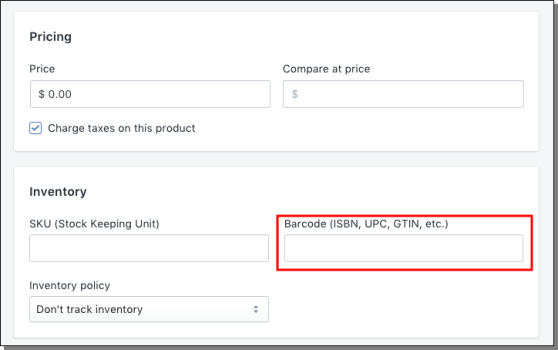 Pricing
Price
Compare at price
$ 0.00
$
Charge taxes on this product
Inventory
SKU (Stock Keeping Unit)
Barcode (ISBN, UPC, GTIN, etc.)
Inventory policy
Don't track inventory